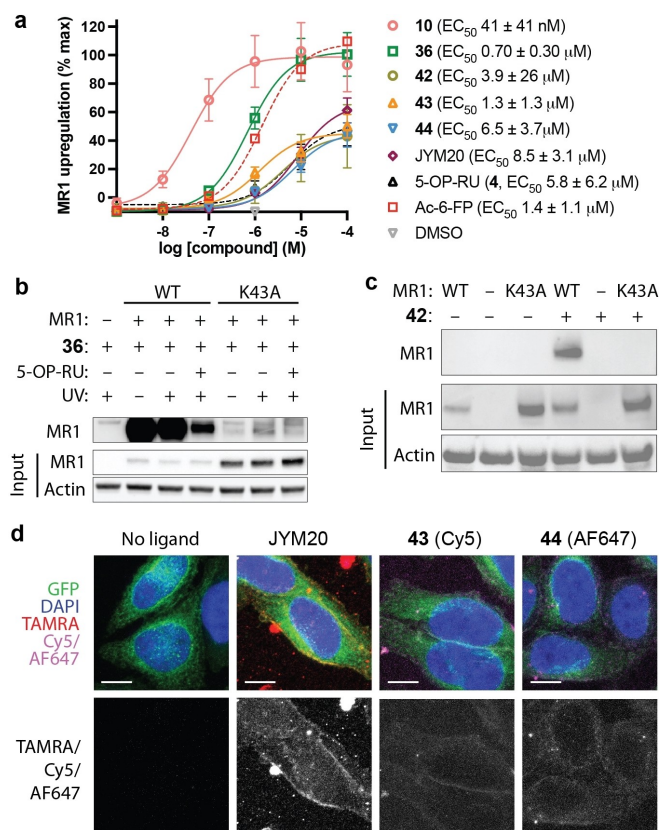 a
MR1 upregulation (% max)
120
100
80
60
40
20
0
-8
-7
-6
-5
-4
log [compound] (M)
10 (EC50 41 ± 41 nM)
36 (EC50 0.70 ± 0.30 μM)
42 (EC50 3.9 ± 26 μM)
43 (EC50 1.3 ± 1.3 μM)
44 (EC50 6.5 ± 3.7μM)
JYM20 (EC50 8.5 ± 3.1 μM)
5-OP-RU (4, EC50 5.8 ± 6.2 μM)
Ac-6-FP (EC50 1.4 ± 1.1 μM)
DMSO
b
WT K43A
MR1: – + + + + + +
36: + + + + + + +
5-OP-RU: – – – + – – +
UV: + – + + – + +
MR1
Input
MR1
Actin
c
MR1: WT – K43A WT – K43A
42: – – – + + +
MR1
Input
MR1
Actin
d
No ligand JYM20 43 (Cy5) 44 (AF647)
GFP
DAPI
TAMRA
Cy5/
AF647
TAMRA/
Cy5/
AF647